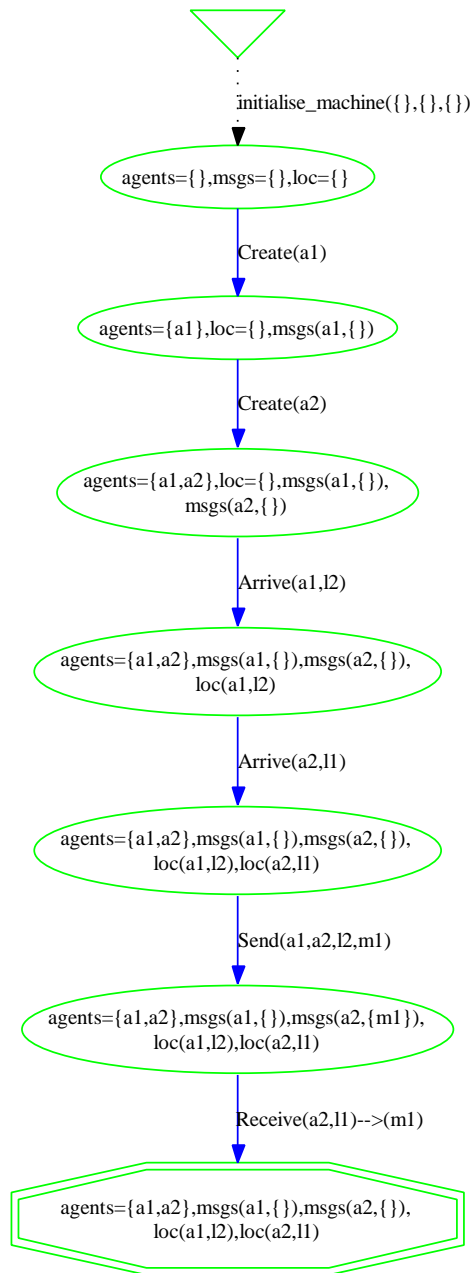 initialise_machine({},{},{})
agents={},msgs={},loc={}
Create(a1)
agents={a1},loc={},msgs(a1,{})
Create(a2)
agents={a1,a2},loc={},msgs(a1,{}),
msgs(a2,{})
Arrive(a1,l2)
agents={a1,a2},msgs(a1,{}),msgs(a2,{}),
loc(a1,l2)
Arrive(a2,l1)
agents={a1,a2},msgs(a1,{}),msgs(a2,{}),
loc(a1,l2),loc(a2,l1)
Send(a1,a2,l2,m1)
agents={a1,a2},msgs(a1,{}),msgs(a2,{m1}),
loc(a1,l2),loc(a2,l1)
Receive(a2,l1)-->(m1)
agents={a1,a2},msgs(a1,{}),msgs(a2,{}),
loc(a1,l2),loc(a2,l1)